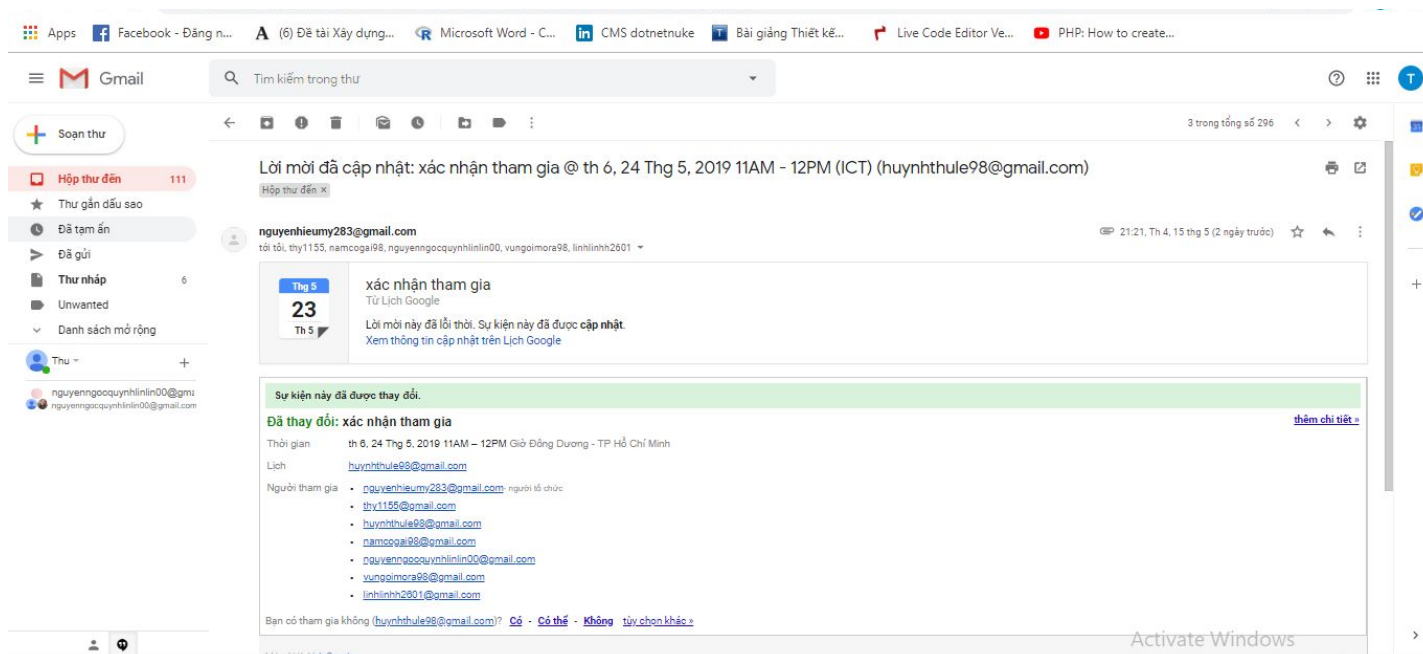 Apps Facebook - Đăng n... (6) Đề tài Xây dựng... Microsoft Word - C... CMS dotnetnuke Bài giảng Thiết kế... Live Code Editor Ve... PHP: How to create...
Gmail
Tìm kiếm trong thư
T
Soạn thư
3 trong tổng số 296
Hộp thư đến 111
Thư gắn dấu sao
Đã tạm ẩn
Đã gửi
Thư nháp 6
Unwanted
Danh sách mở rộng
Thu
nguyenngocquynhlinlin00@gma
nguyenngocquynhlinlin00@gmail.com
Lời mời đã cập nhật: xác nhận tham gia @ th 6, 24 Thg 5, 2019 11AM - 12PM (ICT) (huynhthule98@gmail.com)
Hộp thư đến ×
nguyenhieumy283@gmail.com
21:21, Th 4, 15 thg 5 (2 ngày trước)
tới tôi, thy1155, namcogai98, nguyenngocquynhlinlin00, vungoimora98, linhlinhh2601
Thg 5
23
Th 5
xác nhận tham gia
Từ Lịch Google
Lời mời này đã lỗi thời. Sự kiện này đã được cập nhật.
Xem thông tin cập nhật trên Lịch Google
Sự kiện này đã được thay đổi.
Đã thay đổi: xác nhận tham gia
thêm chi tiết »
Thời gian th 6, 24 Thg 5, 2019 11AM – 12PM Giờ Đông Dương - TP Hồ Chí Minh
Lịch huynhthule98@gmail.com
Người tham gia • nguyenhieumy283@gmail.com- người tổ chức
• thy1155@gmail.com
• huynhthule98@gmail.com
• namcogai98@gmail.com
• nguyenngocquynhlinlin00@gmail.com
• vungoimora98@gmail.com
• linhlinhh2601@gmail.com
Bạn có tham gia không (huynhthule98@gmail.com)? Có - Có thể - Không tùy chọn khác »
Activate Windows